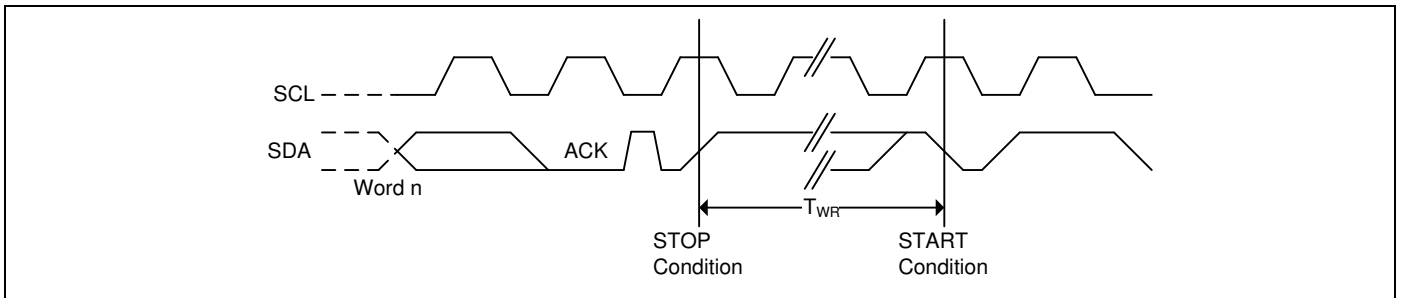 SCL
SDA
ACK
Word n
TWR
STOP
Condition
START
Condition